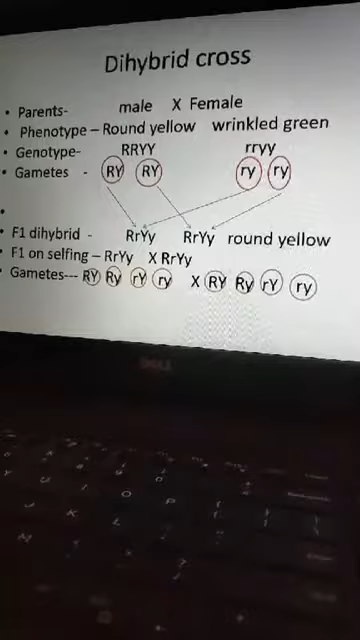 Dihybrid cross
• Parents- male X Female
• Phenotype – Round yellow wrinkled green
• Genotype- RRYY rryy
• Gametes - RY RY ry ry
•
• F1 dihybrid - RrYy RrYy round yellow
• F1 on selfing – RrYy X RrYy
• Gametes--- RY Ry rY ry X RY Ry rY ry
DELL
Y U I O P
J K L
N